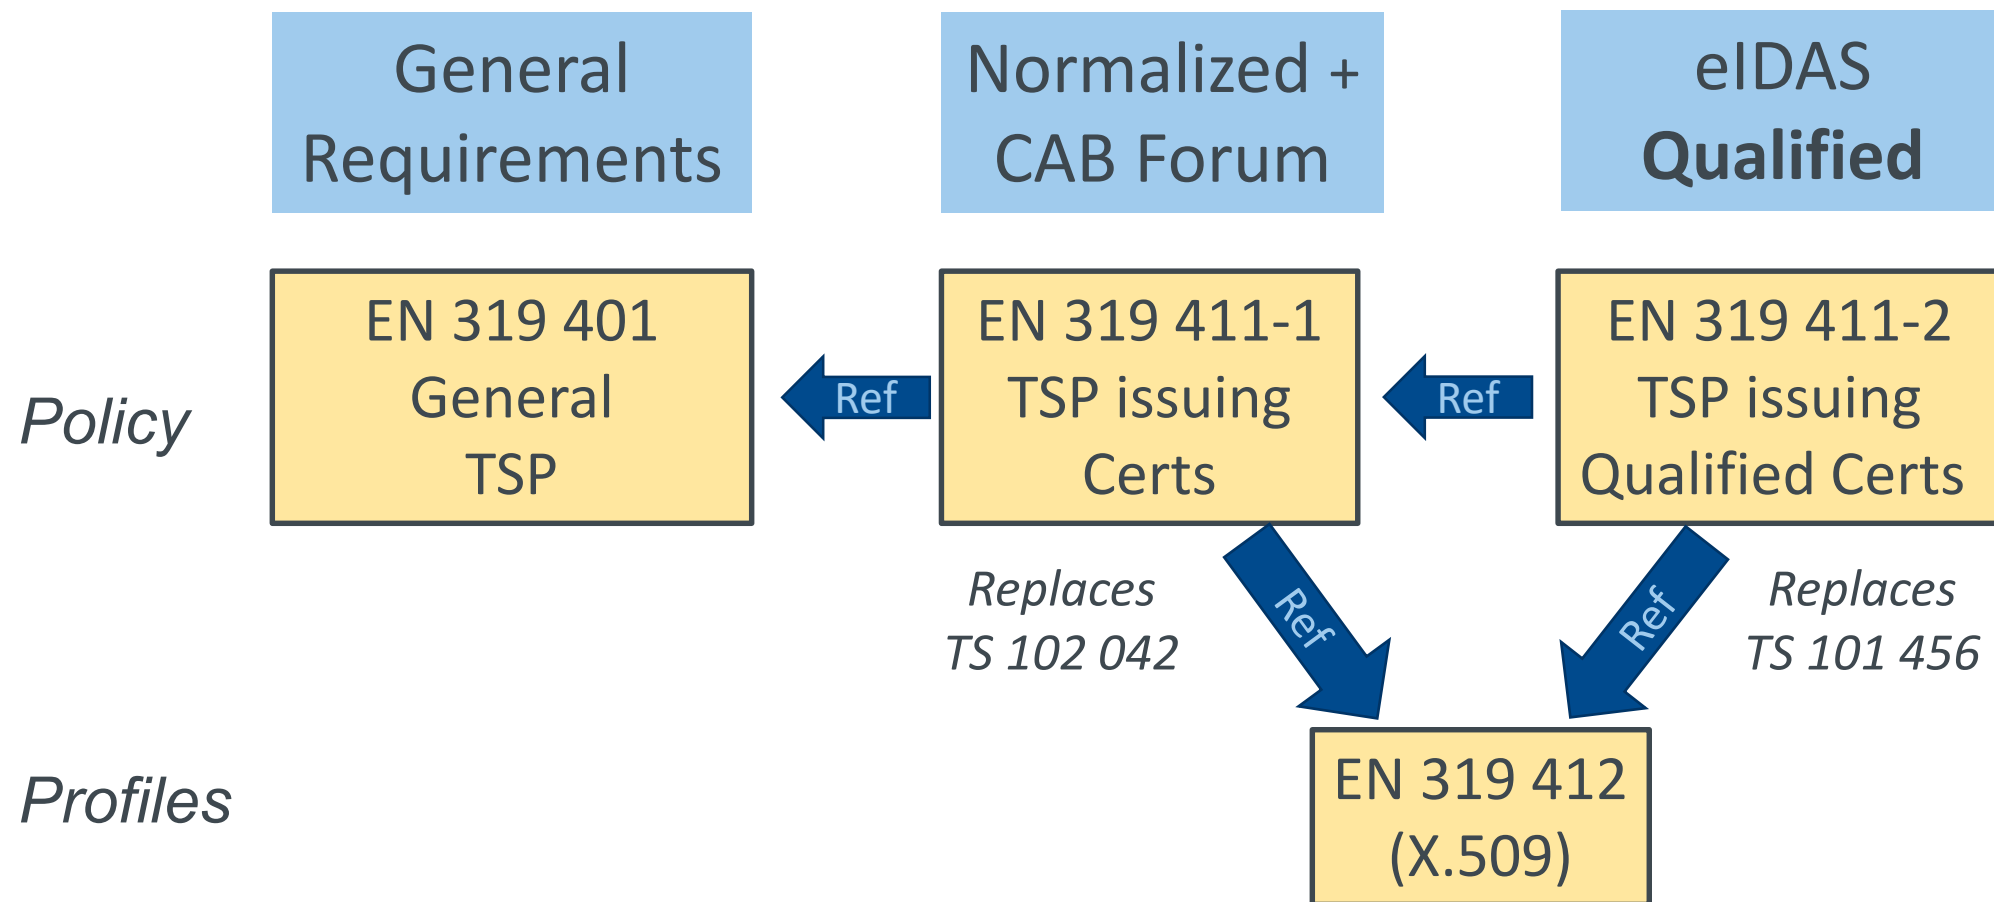 General
Requirements
Normalized +
CAB Forum
eIDAS
Qualified
Policy
EN 319 401
General
TSP
Ref
EN 319 411-1
TSP issuing
Certs
Ref
EN 319 411-2
TSP issuing
Qualified Certs
Replaces
TS 102 042
Ref
Ref
Replaces
TS 101 456
Profiles
EN 319 412
(X.509)